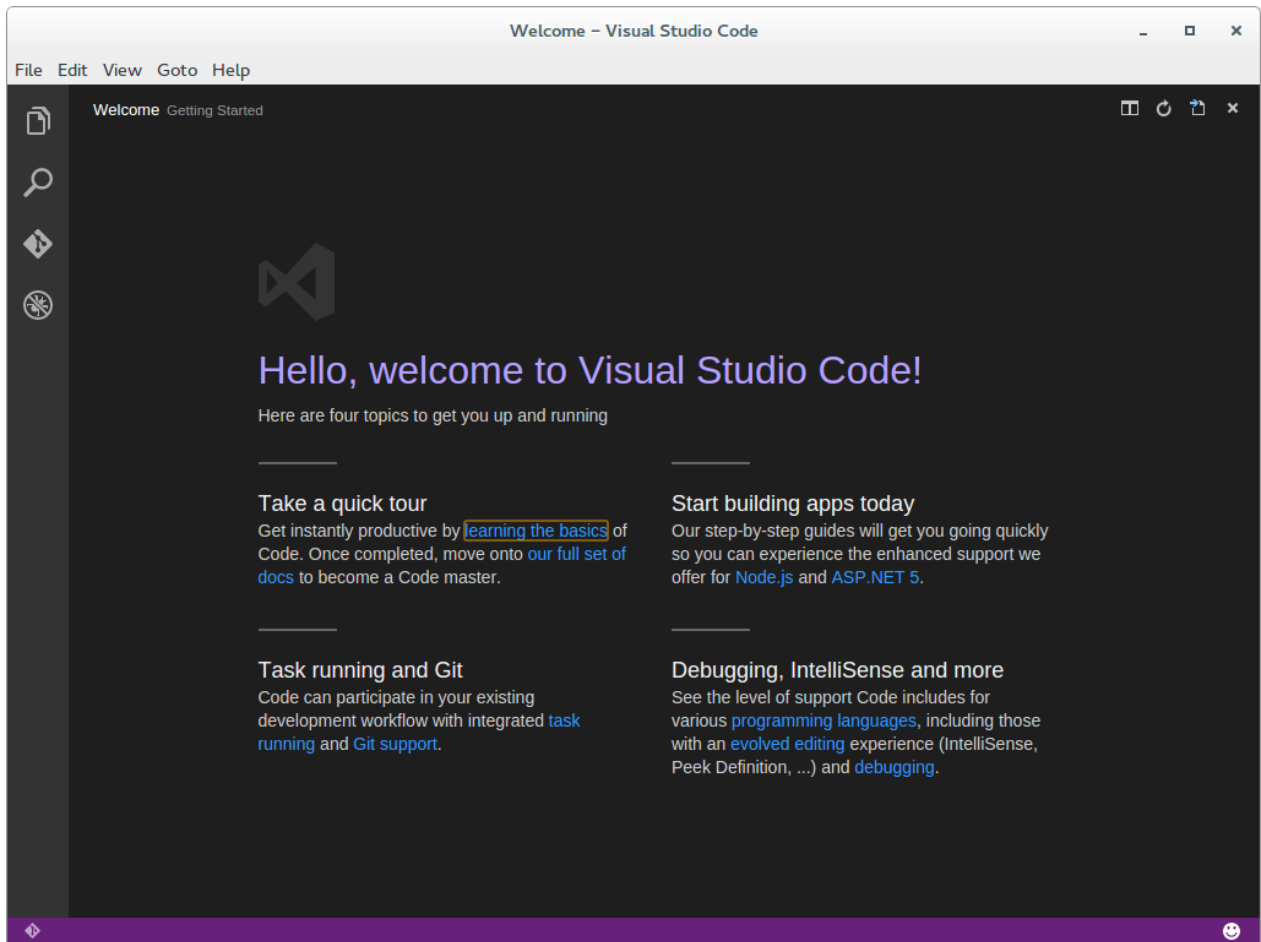 Welcome – Visual Studio Code
File Edit View Goto Help
Welcome Getting Started
Hello, welcome to Visual Studio Code!
Here are four topics to get you up and running
Take a quick tour
Get instantly productive by learning the basics of
Code. Once completed, move onto our full set of
docs to become a Code master.
Start building apps today
Our step-by-step guides will get you going quickly
so you can experience the enhanced support we
offer for Node.js and ASP.NET 5.
Task running and Git
Code can participate in your existing
development workflow with integrated task
running and Git support.
Debugging, IntelliSense and more
See the level of support Code includes for
various programming languages, including those
with an evolved editing experience (IntelliSense,
Peek Definition, ...) and debugging.